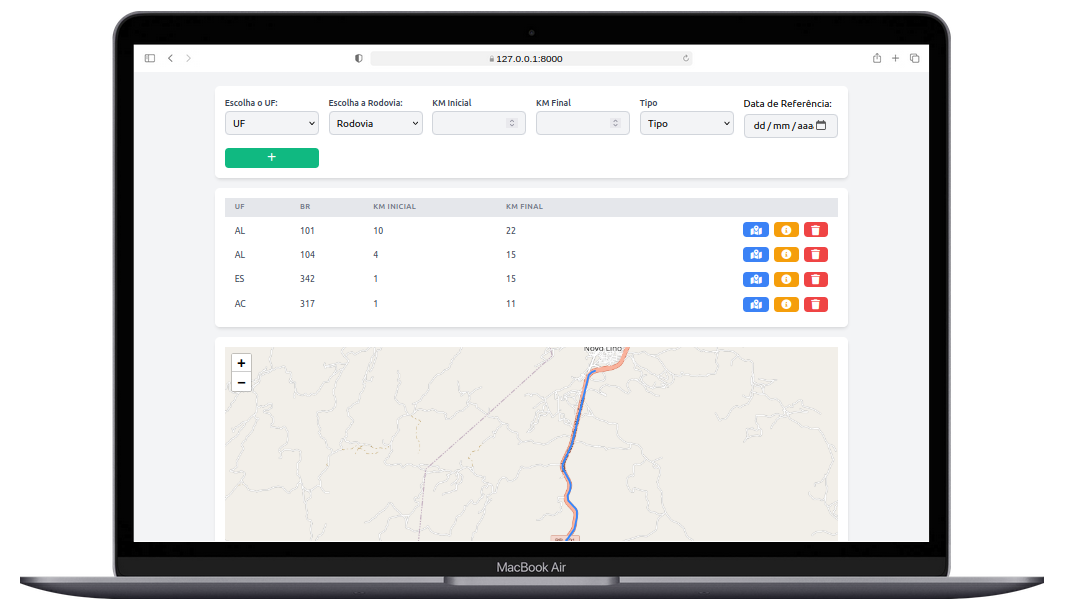 127.0.0.1:8000
Escolha o UF: Escolha a Rodovia: KM Inicial KM Final Tipo Data de Referência:
UF Rodovia Tipo dd / mm / aaa
+
UF BR KM INICIAL KM FINAL
AL 101 10 22
AL 104 4 15
ES 342 1 15
AC 317 1 11
Novo Lino
+
−
MacBook Air